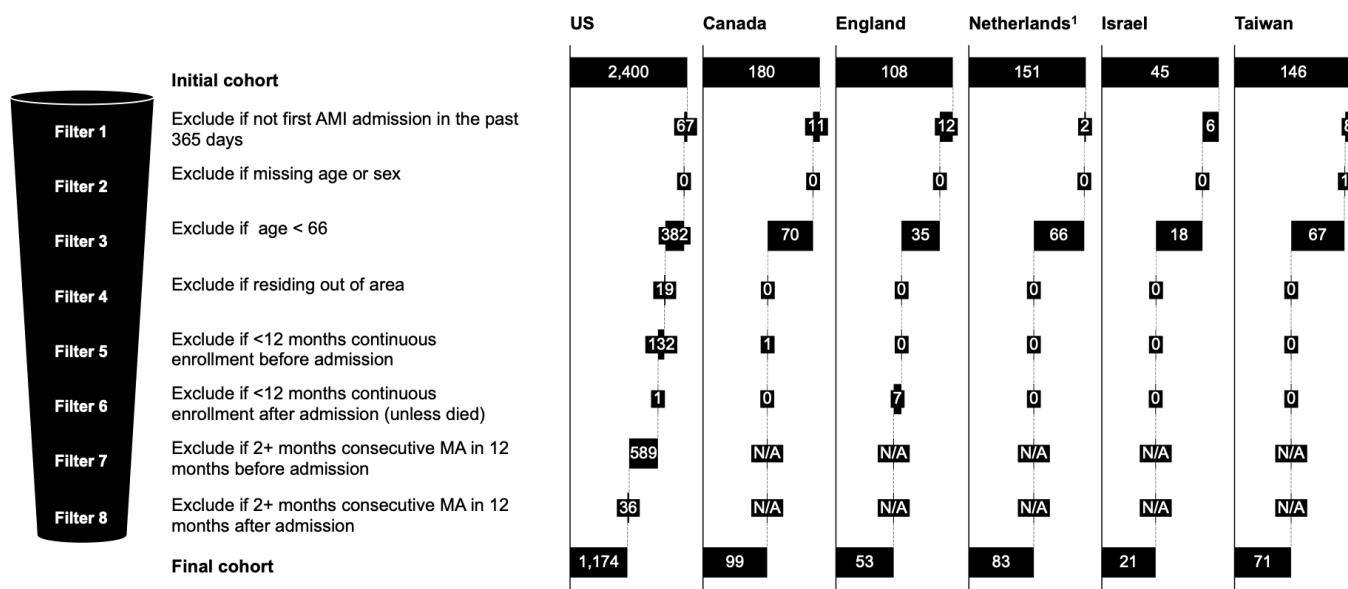 US Canada England Netherlands¹ Israel Taiwan
Initial cohort 2,400 180 108 151 45 146
Filter 1 Exclude if not first AMI admission in the past 365 days 67 11 12 2 6 8
Filter 2 Exclude if missing age or sex 0 0 0 0 0 1
Filter 3 Exclude if age < 66 382 70 35 66 18 67
Filter 4 Exclude if residing out of area 19 0 0 0 0 0
Filter 5 Exclude if <12 months continuous enrollment before admission 132 1 0 0 0 0
Filter 6 Exclude if <12 months continuous enrollment after admission (unless died) 1 0 7 0 0 0
Filter 7 Exclude if 2+ months consecutive MA in 12 months before admission 589 N/A N/A N/A N/A N/A
Filter 8 Exclude if 2+ months consecutive MA in 12 months after admission 36 N/A N/A N/A N/A N/A
Final cohort 1,174 99 53 83 21 71